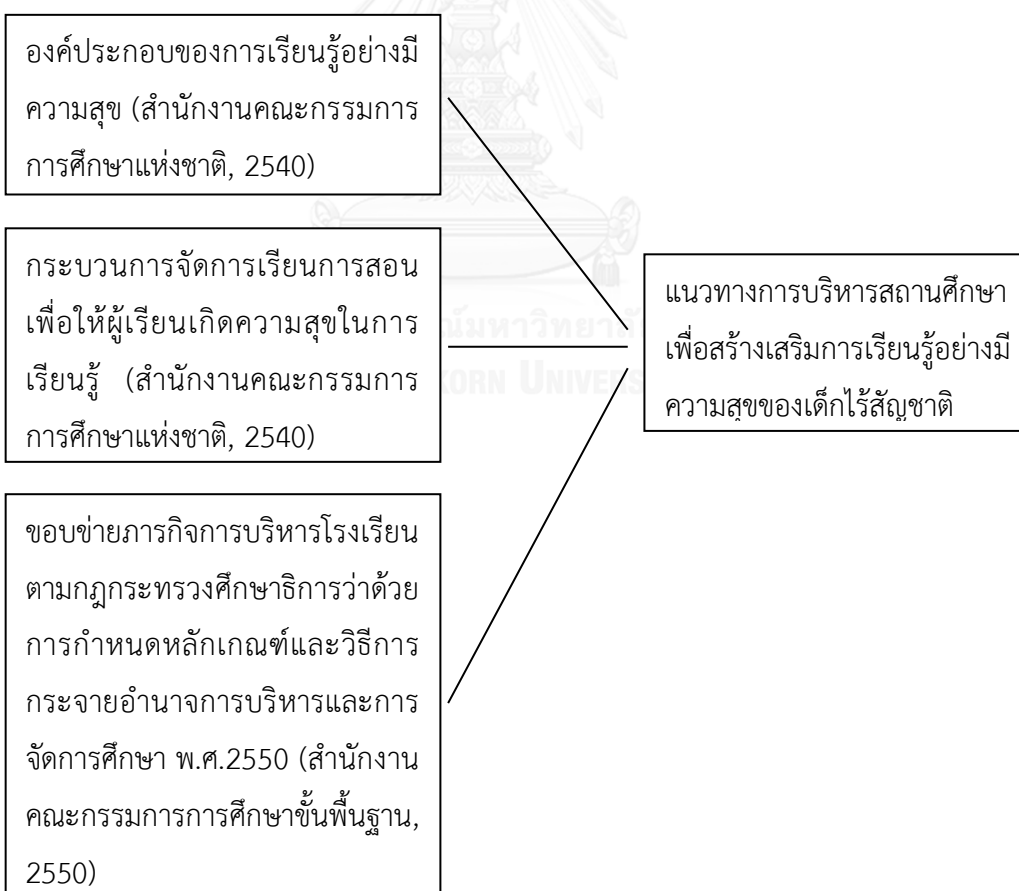 องค์ประกอบของการเรียนรู้อย่างมี
ความสุข (สำนักงานคณะกรรมการ
การศึกษาแห่งชาติ, 2540)
กระบวนการจัดการเรียนการสอน
เพื่อให้ผู้เรียนเกิดความสุขในการ
เรียนรู้ (สำนักงานคณะกรรมการ
การศึกษาแห่งชาติ, 2540)
ขอบข่ายภารกิจการบริหารโรงเรียน
ตามกฎกระทรวงศึกษาธิการว่าด้วย
การกำหนดหลักเกณฑ์และวิธีการ
กระจายอำนาจการบริหารและการ
จัดการศึกษา พ.ศ.2550 (สำนักงาน
คณะกรรมการการศึกษาขั้นพื้นฐาน,
2550)
แนวทางการบริหารสถานศึกษา
เพื่อสร้างเสริมการเรียนรู้อย่างมี
ความสุขของเด็กไร้สัญชาติ